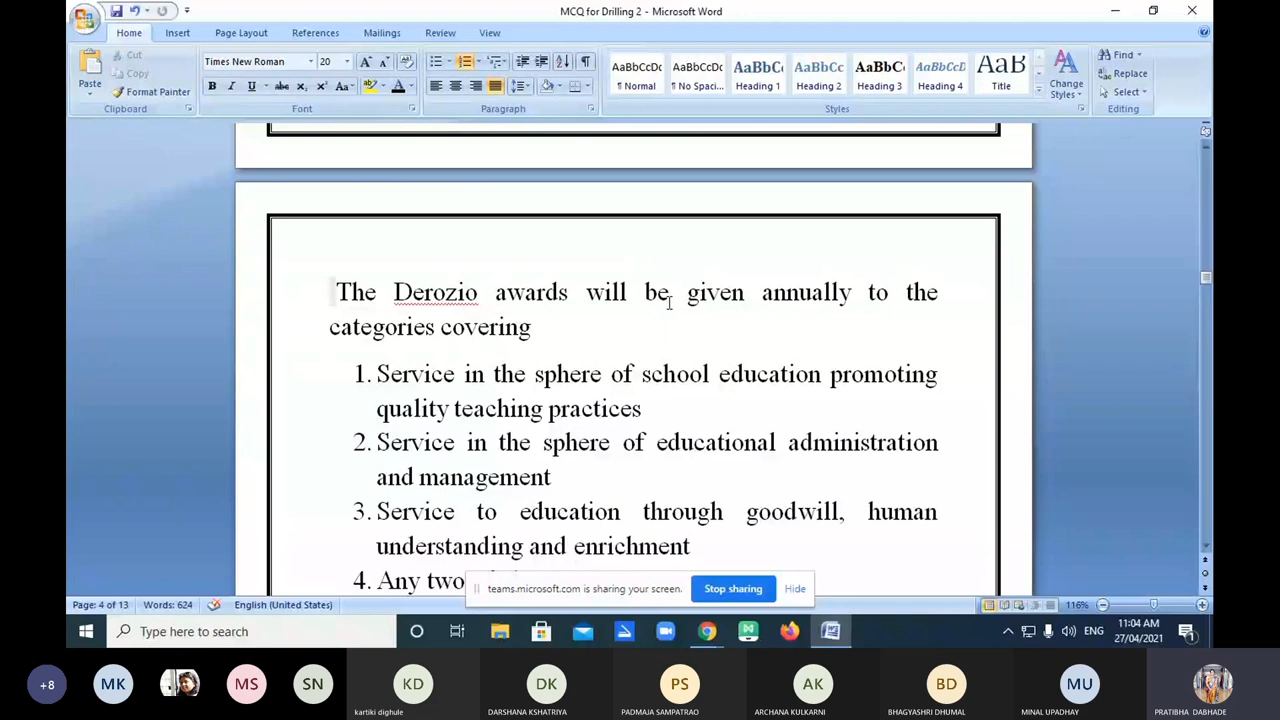 MCQ for Drilling 2 - Microsoft Word
Home Insert Page Layout References Mailings Review View
Paste
Cut
Copy
Format Painter
Clipboard
Times New Roman 20
Font
Paragraph
AaBbCcDc AaBbCcDc AaBbC AaBbCc AaBbC AaBbCcD AaB
¶ Normal ¶ No Spaci... Heading 1 Heading 2 Heading 3 Heading 4 Title
Change Styles
Styles
Find
Replace
Select
Editing
The Derozio awards will be given annually to the
categories covering
1. Service in the sphere of school education promoting
quality teaching practices
2. Service in the sphere of educational administration
and management
3. Service to education through goodwill, human
understanding and enrichment
4. Any two
teams.microsoft.com is sharing your screen. Stop sharing Hide
Page: 4 of 13 Words: 624 English (United States) 116%
Type here to search
ENG
11:04 AM
27/04/2021
+8 MK MS SN KD DK PS AK BD MU
kartiki dighule DARSHANA KSHATRIYA PADMAJA SAMPATRAO ARCHANA KULKARNI BHAGYASHRI DHUMAL MINAL UPADHAY PRATIBHA DABHADE